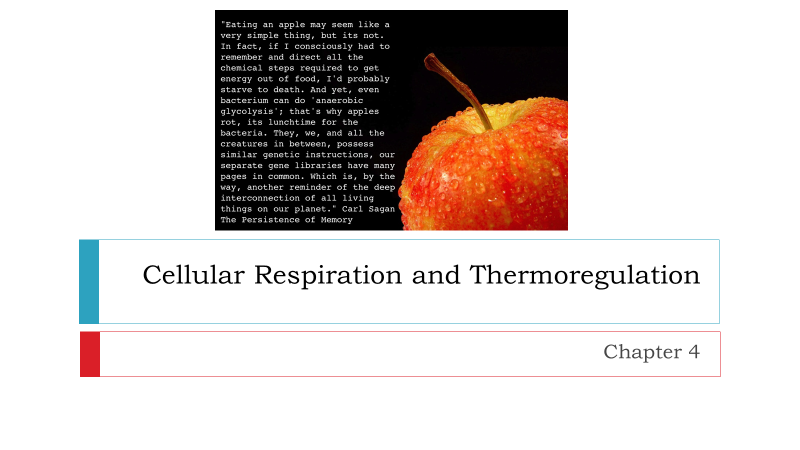 "Eating an apple may seem like a
very simple thing, but its not.
In fact, if I consciously had to
remember and direct all the
chemical steps required to get
energy out of food, I'd probably
starve to death. And yet, even
bacterium can do 'anaerobic
glycolysis'; that's why apples
rot, its lunchtime for the
bacteria. They, we, and all the
creatures in between, possess
similar genetic instructions, our
separate gene libraries have many
pages in common. Which is, by the
way, another reminder of the deep
interconnection of all living
things on our planet." Carl Sagan
The Persistence of Memory
Cellular Respiration and Thermoregulation
Chapter 4